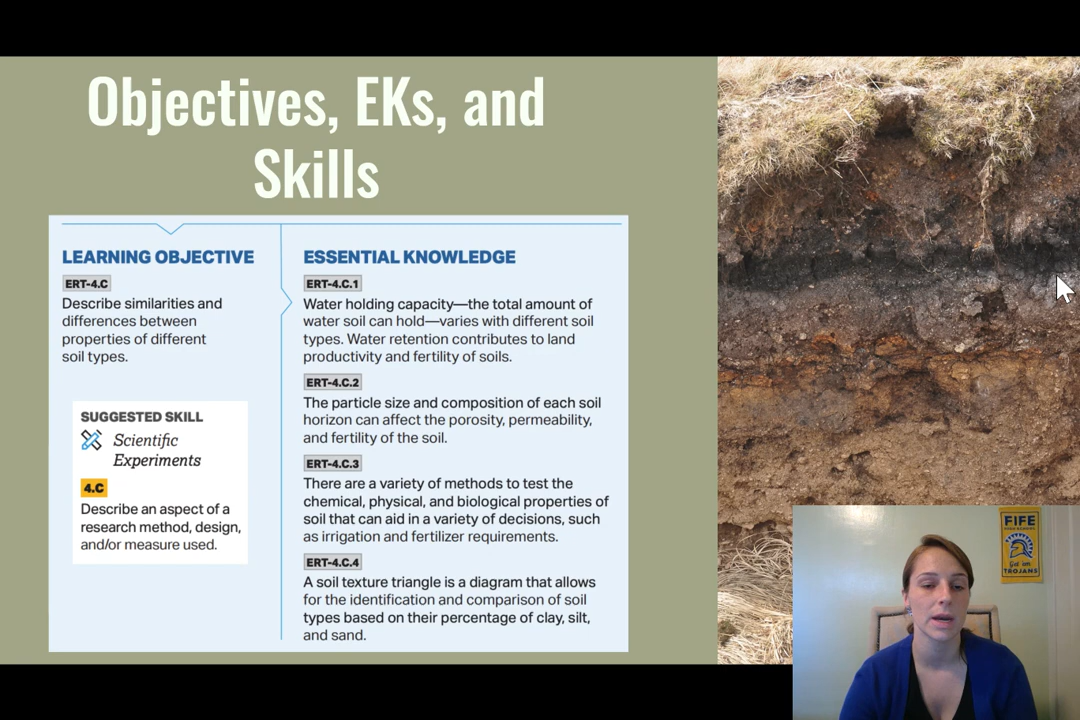 Objectives, EKs, and
Skills
LEARNING OBJECTIVE
ERT-4.C
Describe similarities and
differences between
properties of different
soil types.
SUGGESTED SKILL
Scientific
Experiments
4.C
Describe an aspect of a
research method, design,
and/or measure used.
ESSENTIAL KNOWLEDGE
ERT-4.C.1
Water holding capacity—the total amount of
water soil can hold—varies with different soil
types. Water retention contributes to land
productivity and fertility of soils.
ERT-4.C.2
The particle size and composition of each soil
horizon can affect the porosity, permeability,
and fertility of the soil.
ERT-4.C.3
There are a variety of methods to test the
chemical, physical, and biological properties of
soil that can aid in a variety of decisions, such
as irrigation and fertilizer requirements.
ERT-4.C.4
A soil texture triangle is a diagram that allows
for the identification and comparison of soil
types based on their percentage of clay, silt,
and sand.
FIFE
TROJANS